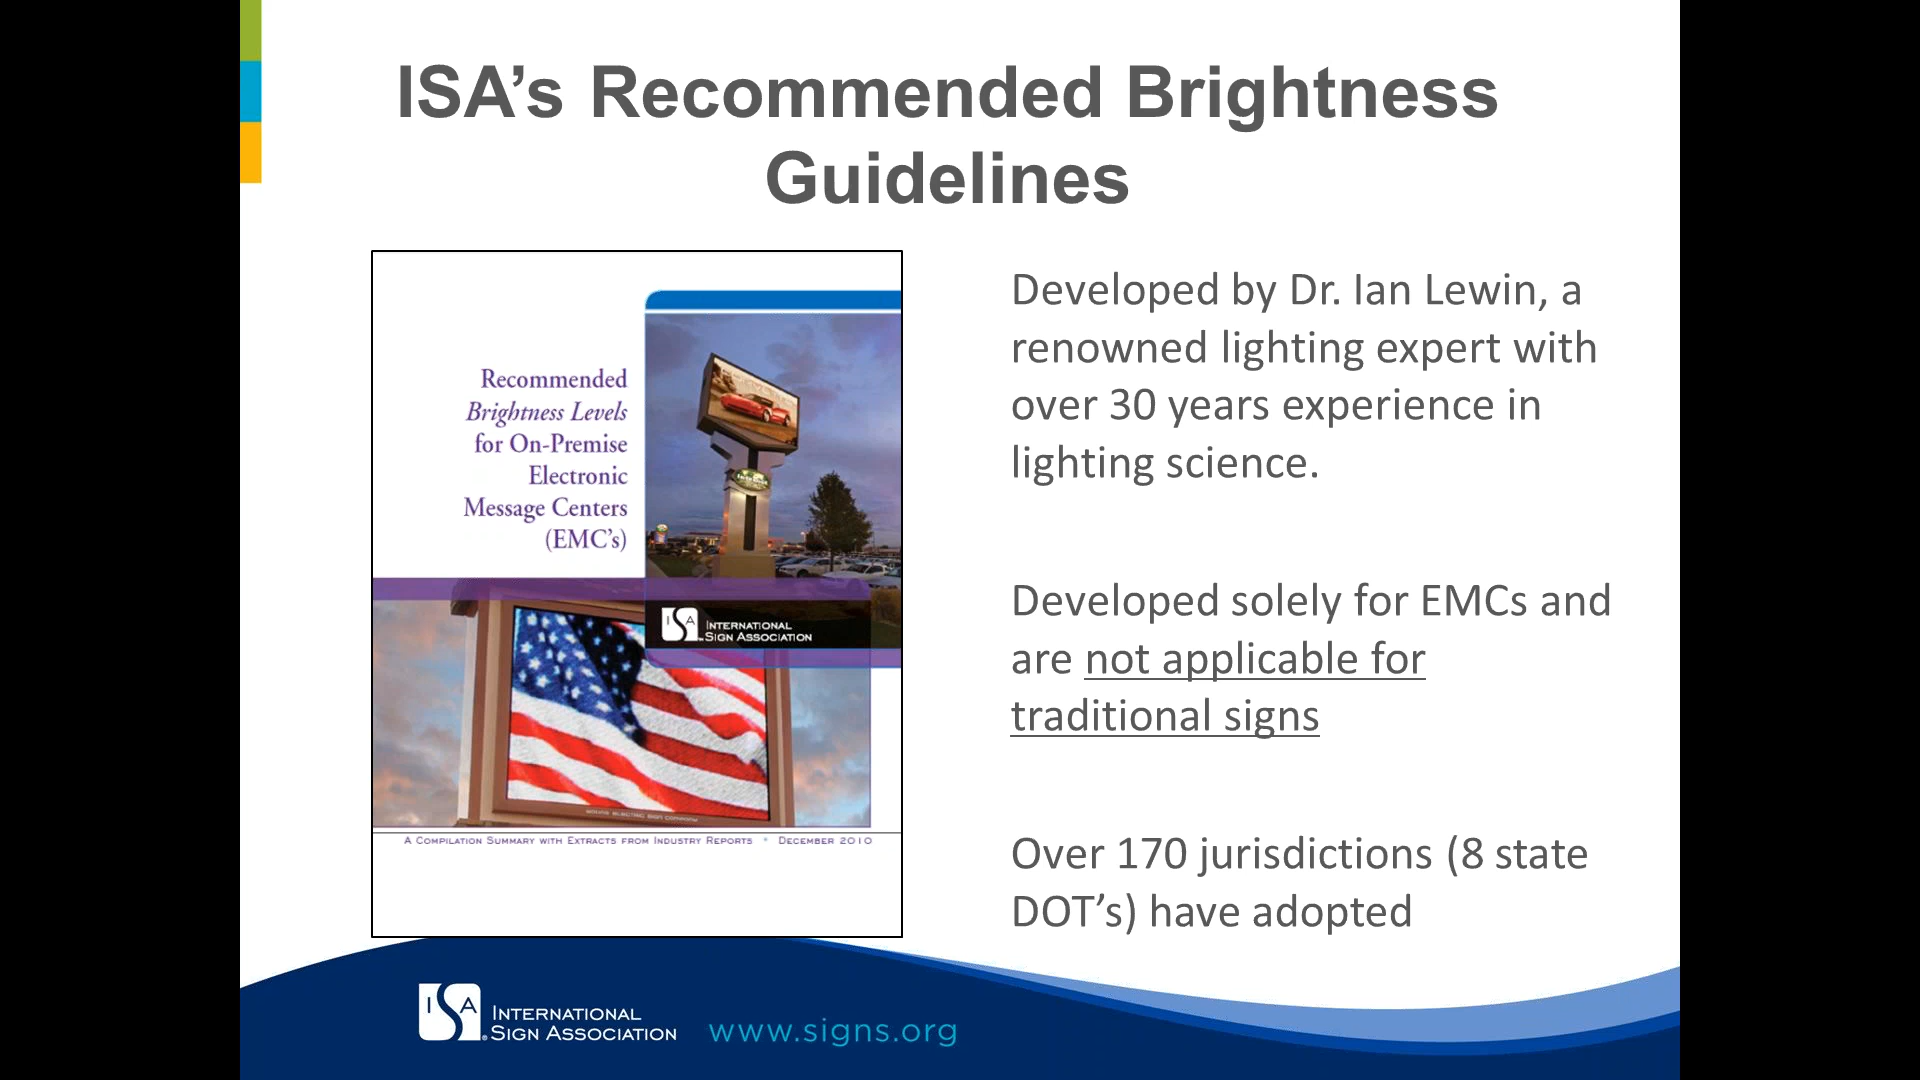 ISA’s Recommended Brightness
Guidelines
Recommended
Brightness Levels
for On-Premise
Electronic
Message Centers
(EMC’s)
ISA
INTERNATIONAL
SIGN ASSOCIATION
A COMPILATION SUMMARY WITH EXTRACTS FROM INDUSTRY REPORTS * DECEMBER 2010
Developed by Dr. Ian Lewin, a
renowned lighting expert with
over 30 years experience in
lighting science.
Developed solely for EMCs and
are not applicable for
traditional signs
Over 170 jurisdictions (8 state
DOT’s) have adopted
ISA
INTERNATIONAL
SIGN ASSOCIATION
www.signs.org